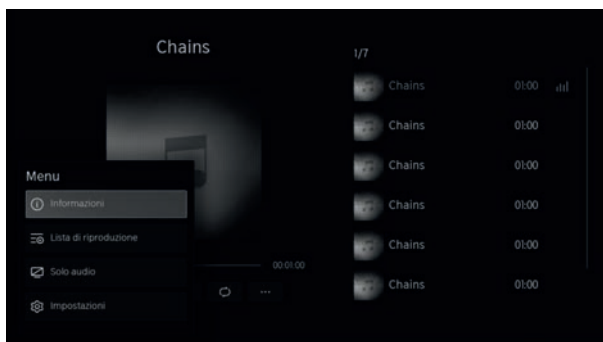 Chains
1/7
Chains 01:00
Chains 01:00
Chains 01:00
Chains 01:00
Chains 01:00
Chains 01:00
Menu
Informazioni
Lista di riproduzione
Solo audio
Impostazioni
00:01:00